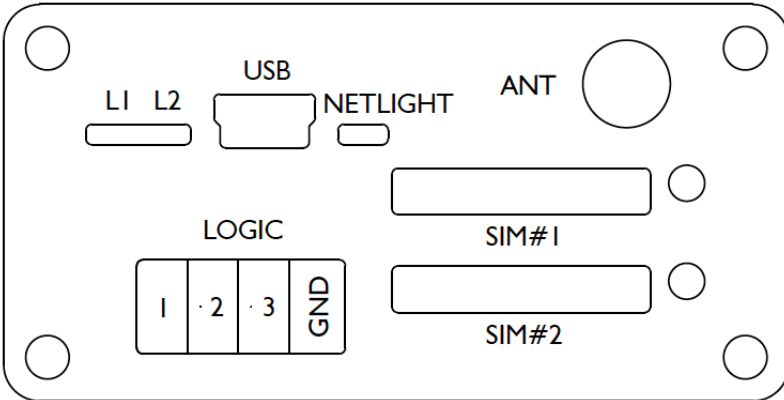 USB
L1 L2
NETLIGHT
ANT
LOGIC
1 · 2 · 3 GND
SIM#1
SIM#2